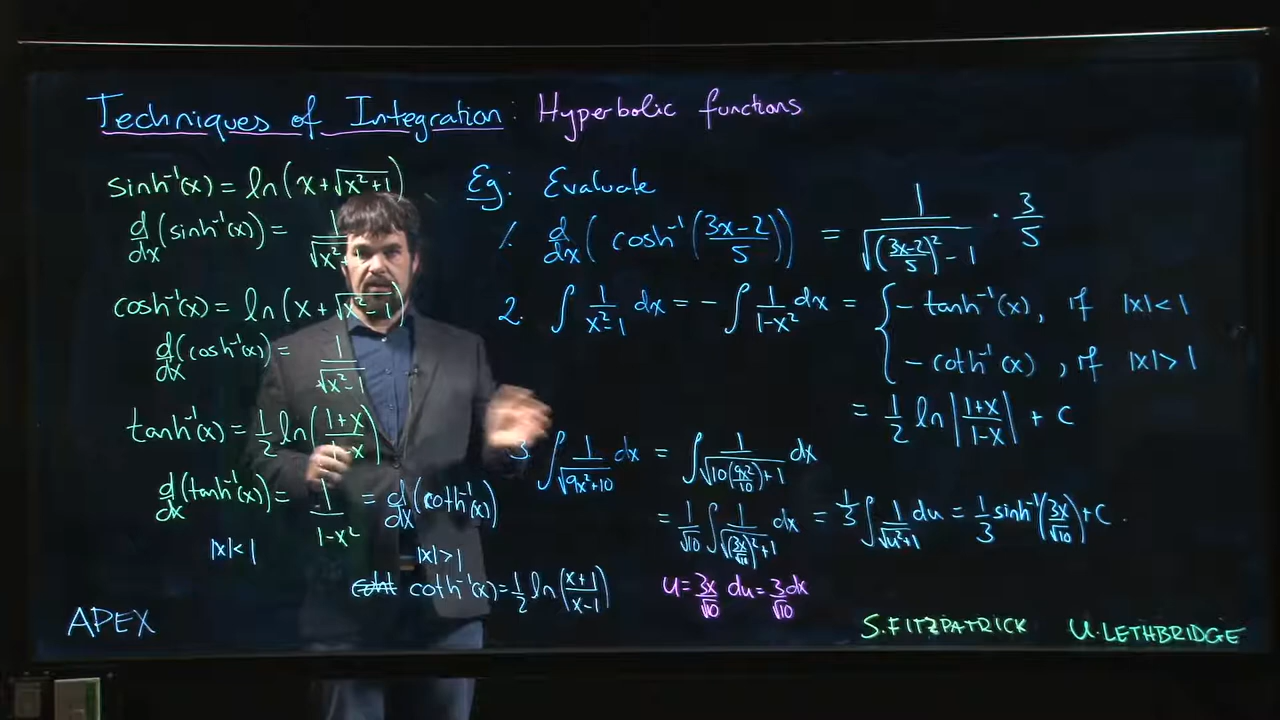 Techniques of Integration: Hyperbolic functions
sinh⁻¹(x) = ln(x+√(x²+1))
d/dx(sinh⁻¹(x)) = 1/√(x²
cosh⁻¹(x) = ln(x+√(x²-1))
d/dx(cosh⁻¹(x)) = 1/√(x²-1)
tanh⁻¹(x) = 1/2 ln((1+x)/(1-x))
d/dx(tanh⁻¹(x)) = 1/(1-x²) = d/dx(coth⁻¹(x))
|x|<1 |x|>1
coth⁻¹(x) = 1/2 ln((x+1)/(x-1))
APEX
Eg: Evaluate
1. d/dx(cosh⁻¹((3x-2)/5)) = 1/√(((3x-2)/5)²-1) · 3/5
2. ∫ 1/(x²-1) dx = -∫ 1/(1-x²) dx = { -tanh⁻¹(x), if |x|<1
-coth⁻¹(x), if |x|>1
= 1/2 ln|(1+x)/(1-x)| + C
3. ∫ 1/√(9x²+10) dx = ∫ 1/√(10(9x²/10)+1) dx
= 1/√10 ∫ 1/√((3x/√10)²+1) dx = 1/3 ∫ 1/√(u²+1) du = 1/3 sinh⁻¹(3x/√10) + C.
u = 3x/√10 du = 3dx/√10
S. FITZPATRICK U. LETHBRIDGE